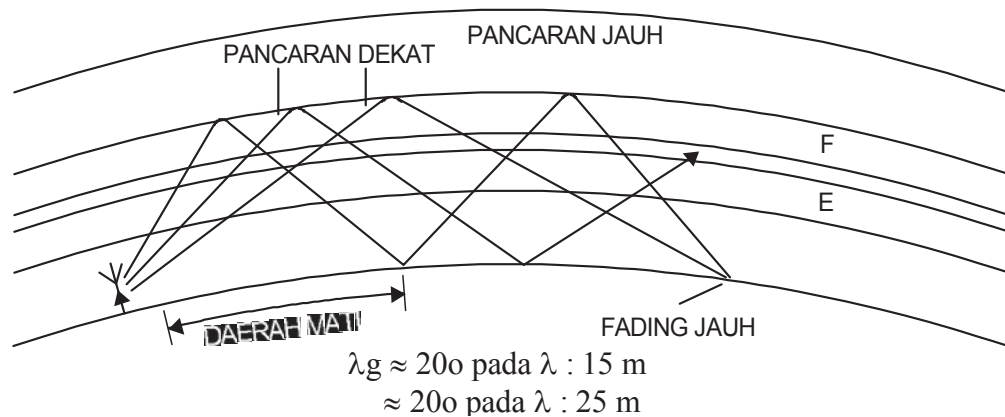 PANCARAN JAUH
PANCARAN DEKAT
F
E
DAERAH MATI
FADING JAUH
λg ≈ 20o pada λ : 15 m
≈ 20o pada λ : 25 m